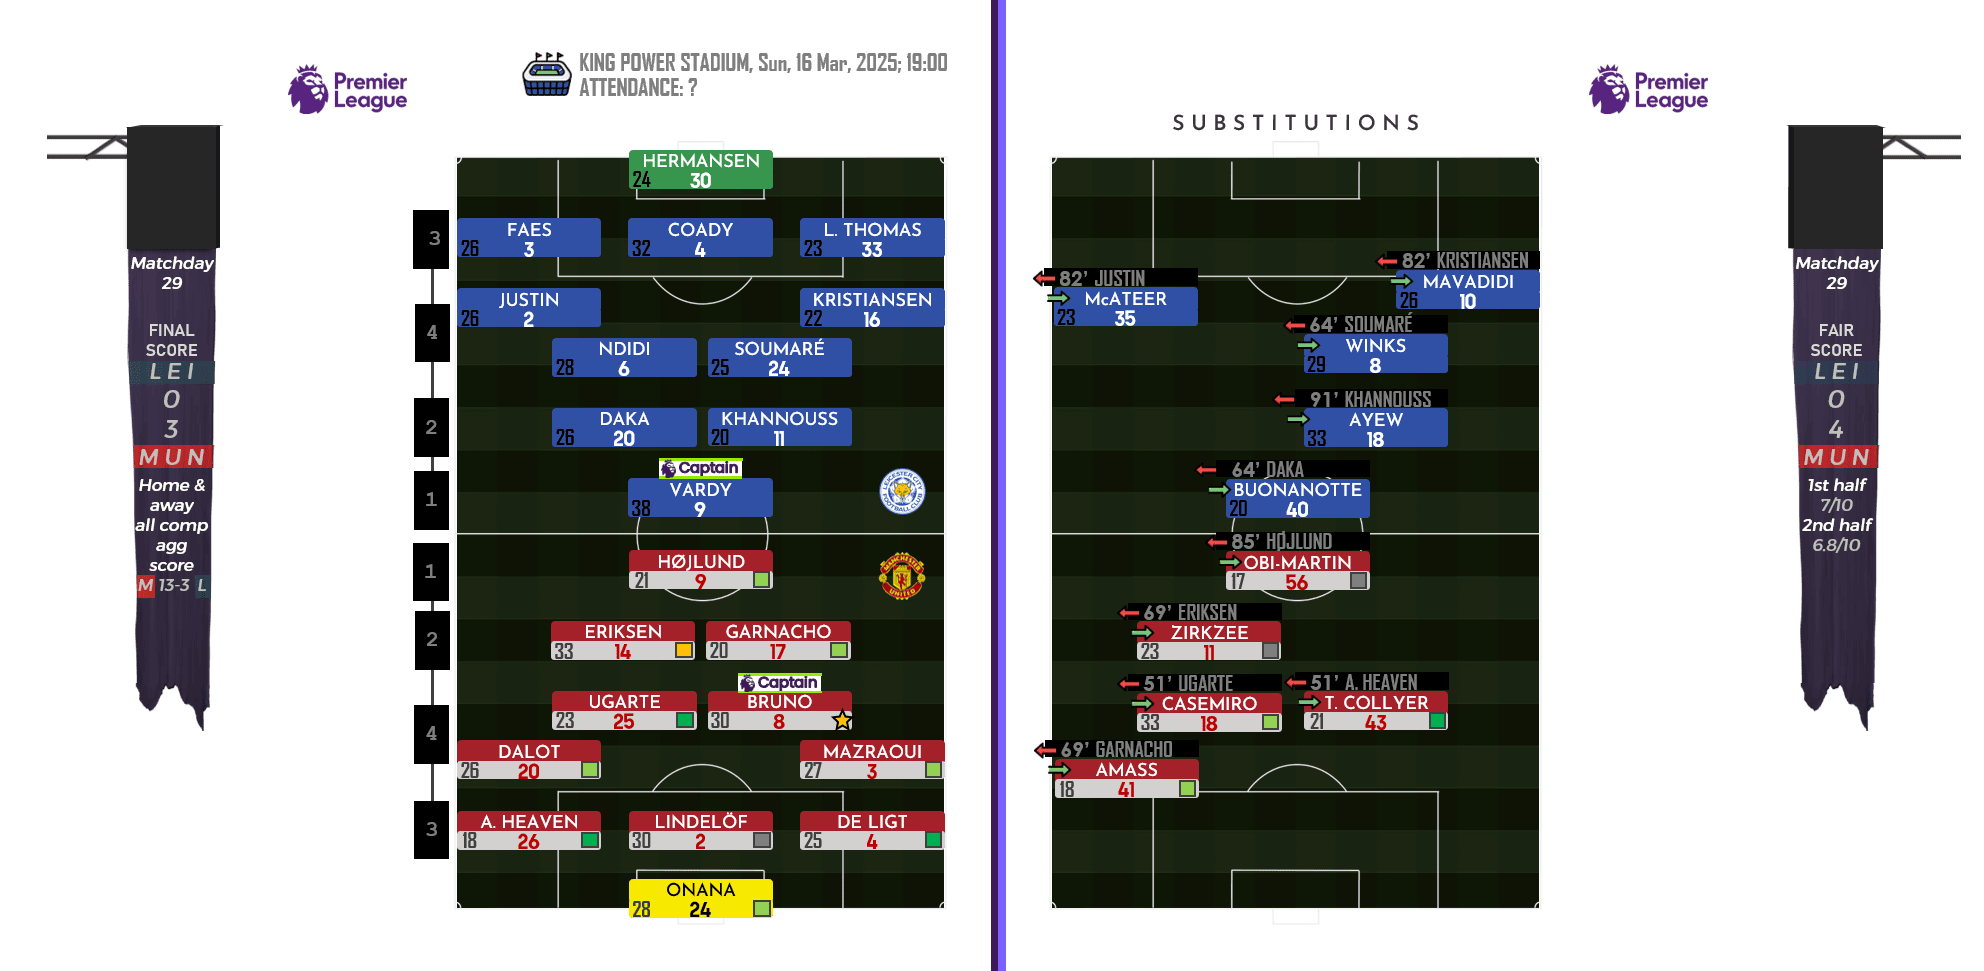 Premier
League
KING POWER STADIUM, Sun, 16 Mar, 2025; 19:00
ATTENDANCE: ?
Matchday
29
FINAL
SCORE
LEI
0
3
MUN
Home &
away
all comp
agg
score
M 13-3 L
HERMANSEN
24 30
3
FAES
26 3
COADY
32 4
L. THOMAS
23 33
4
JUSTIN
26 2
KRISTIANSEN
22 16
NDIDI
28 6
SOUMARÉ
25 24
2
DAKA
26 20
KHANNOUSS
20 11
1
Captain
VARDY
38 9
LEICESTER CITY
FOOTBALL CLUB
1
HØJLUND
21 9
MANCHESTER
UNITED
2
ERIKSEN
33 14
GARNACHO
20 17
4
Captain
UGARTE
23 25
BRUNO
30 8
DALOT
26 20
MAZRAOUI
27 3
3
A. HEAVEN
18 26
LINDELÖF
30 2
DE LIGT
25 4
ONANA
28 24
Premier
League
SUBSTITUTIONS
82' KRISTIANSEN
MAVADIDI
26 10
82' JUSTIN
McATEER
23 35
64' SOUMARÉ
WINKS
29 8
91' KHANNOUSS
AYEW
33 18
64' DAKA
BUONANOTTE
20 40
85' HØJLUND
OBI-MARTIN
17 56
69' ERIKSEN
ZIRKZEE
23 11
51' UGARTE
CASEMIRO
33 18
51' A. HEAVEN
T. COLLYER
21 43
69' GARNACHO
AMASS
18 41
Matchday
29
FAIR
SCORE
LEI
0
4
MUN
1st half
7/10
2nd half
6.8/10